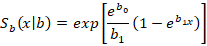 S_b(x|b) = exp[e^{b_0}/b_1 (1 − e^{b_1x})]